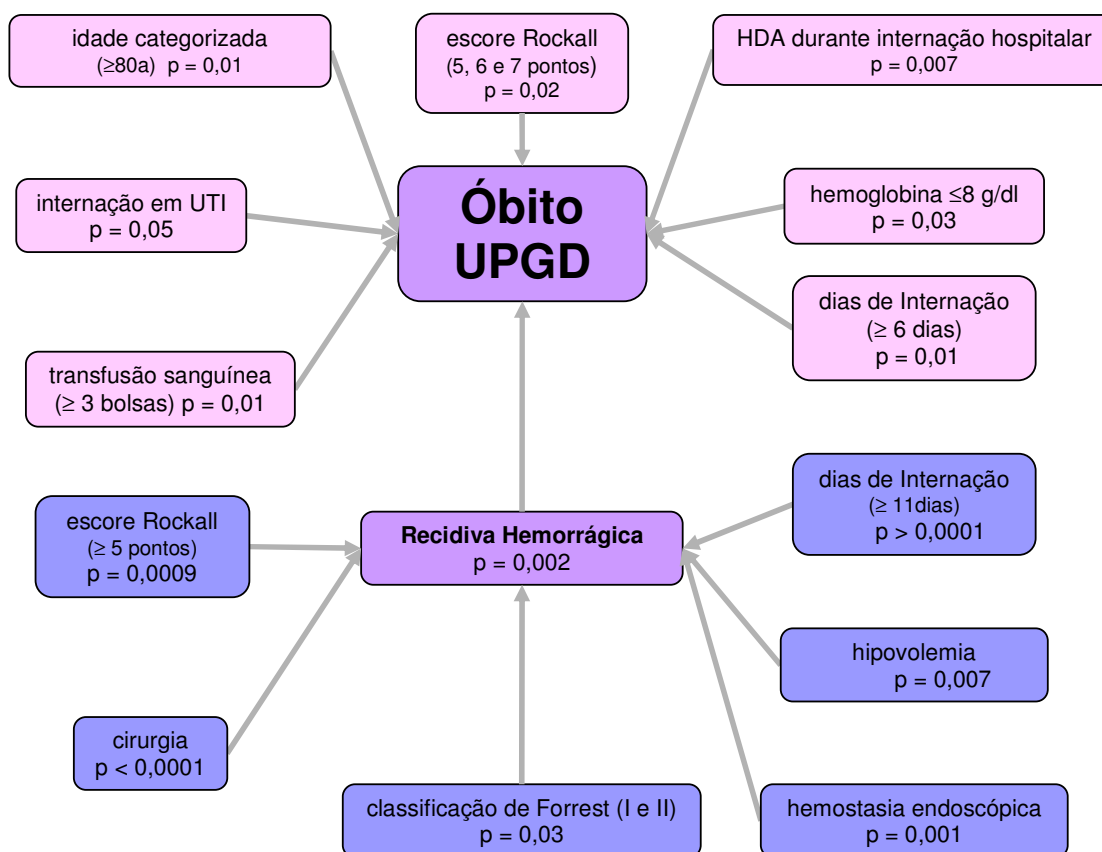 idade categorizada
(≥80a) p = 0,01
escore Rockall
(5, 6 e 7 pontos)
p = 0,02
HDA durante internação hospitalar
p = 0,007
internação em UTI
p = 0,05
Óbito
UPGD
hemoglobina ≤8 g/dl
p = 0,03
dias de Internação
(≥ 6 dias)
p = 0,01
transfusão sanguínea
(≥ 3 bolsas) p = 0,01
escore Rockall
(≥ 5 pontos)
p = 0,0009
Recidiva Hemorrágica
p = 0,002
dias de Internação
(≥ 11dias)
p > 0,0001
hipovolemia
p = 0,007
cirurgia
p < 0,0001
classificação de Forrest (I e II)
p = 0,03
hemostasia endoscópica
p = 0,001